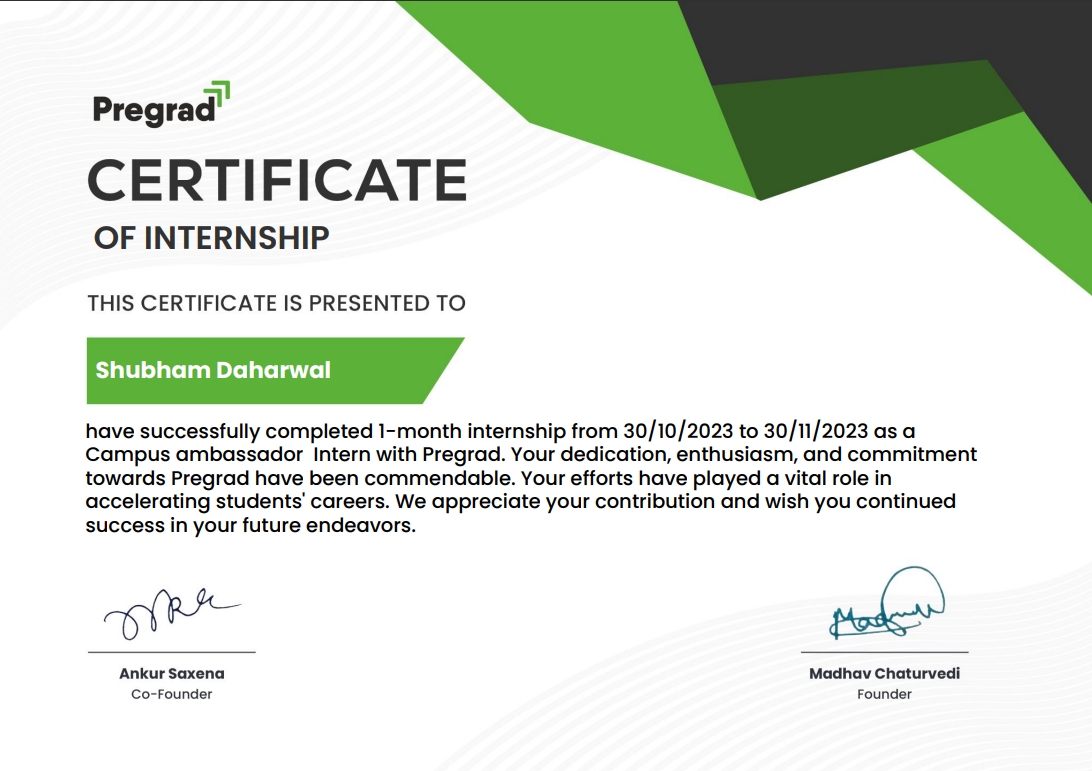 Pregrad
CERTIFICATE
OF INTERNSHIP
THIS CERTIFICATE IS PRESENTED TO
Shubham Daharwal
have successfully completed 1-month internship from 30/10/2023 to 30/11/2023 as a
Campus ambassador  Intern with Pregrad. Your dedication, enthusiasm, and commitment
towards Pregrad have been commendable. Your efforts have played a vital role in
accelerating students' careers. We appreciate your contribution and wish you continued
success in your future endeavors.
Ankur Saxena
Co-Founder
Madhav Chaturvedi
Founder